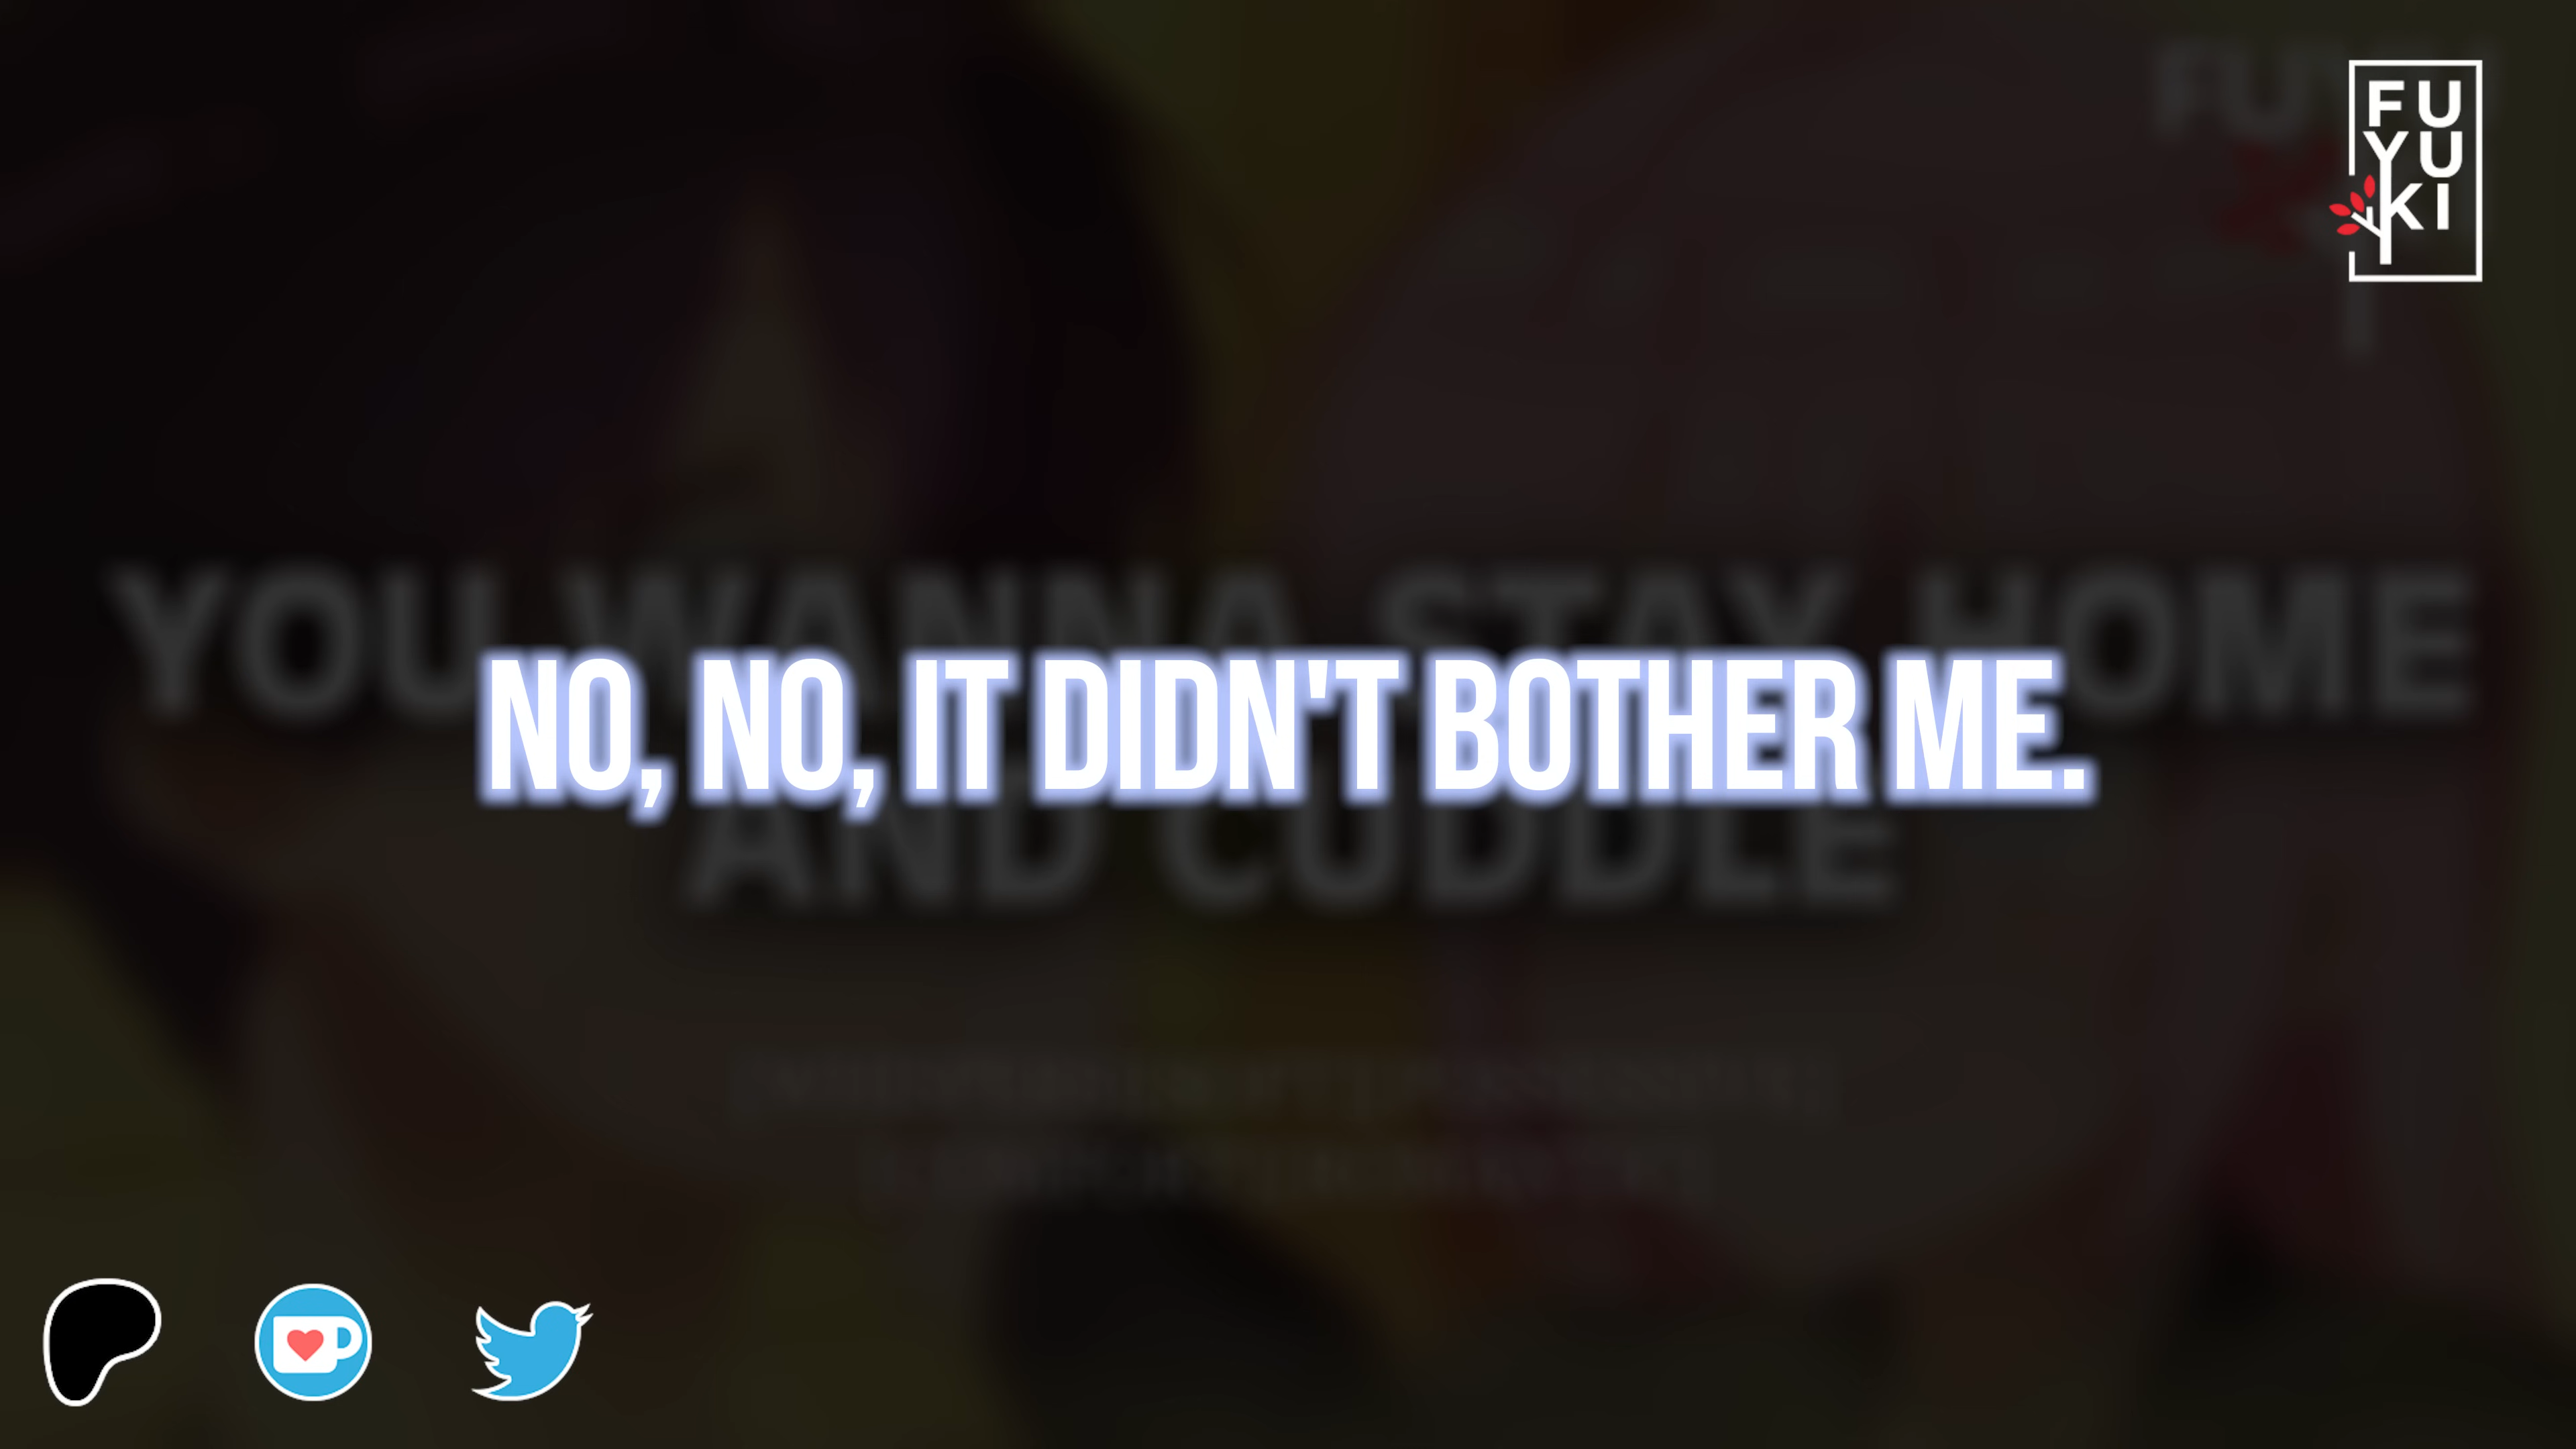 FU
YU
KI
YOU WANNA STAY HOME
NO, NO, IT DIDN'T BOTHER ME.
AND CUDDLE